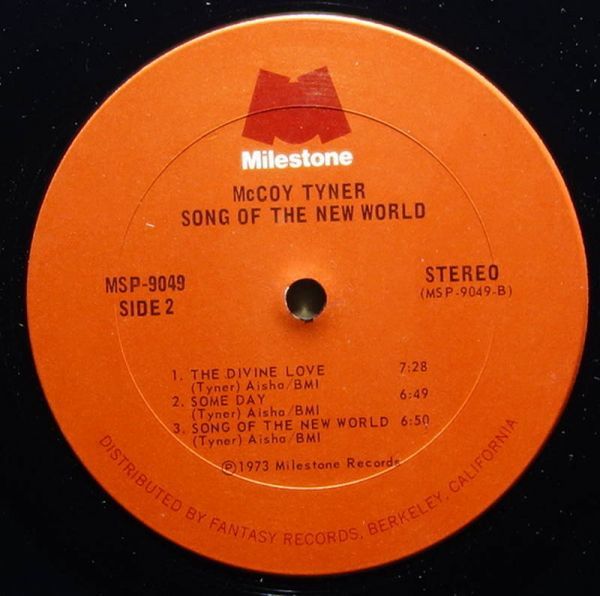 Milestone
McCOY TYNER
SONG OF THE NEW WORLD
MSP-9049
SIDE 2
STEREO
(MSP-9049-B)
1. THE DIVINE LOVE 7:28
(Tyner) Aisha/BMI
2. SOME DAY 6:49
(Tyner) Aisha/BMI
3. SONG OF THE NEW WORLD 6:50
(Tyner) Aisha/BMI
℗1973 Milestone Records
DISTRIBUTED BY FANTASY RECORDS, BERKELEY, CALIFORNIA